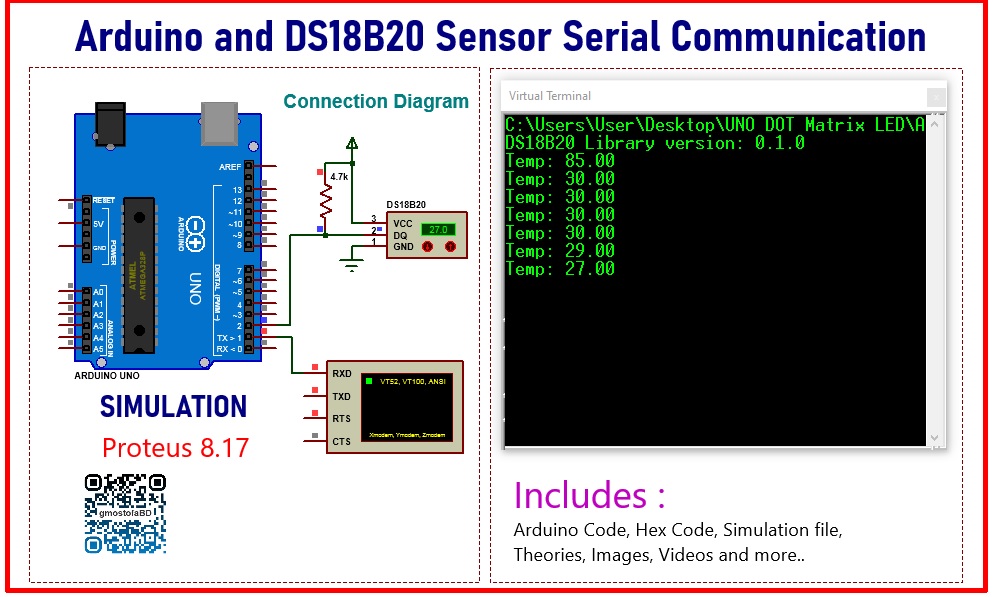 Arduino and DS18B20 Sensor Serial Communication
Connection Diagram
AREF
13
12
~11
~10
~9
8
7
~6
~5
4
~3
2
TX > 1
RX < 0
RESET
5V
GND
POWER
A0
A1
A2
A3
A4
A5
ANALOG IN
ATMEL
ATMEGA328P
ARDUINO
UNO
DIGITAL (PWM ~)
ARDUINO UNO
4.7k
DS18B20
3
2
1
VCC
DQ
GND
27.0
RXD
TXD
RTS
CTS
VT52, VT100, ANSI
Xmodem, Ymodem, Zmodem
SIMULATION
Proteus 8.17
gmostofaBD
Virtual Terminal
C:\Users\User\Desktop\UNO DOT Matrix LED\A
DS18B20 Library version: 0.1.0
Temp: 85.00
Temp: 30.00
Temp: 30.00
Temp: 30.00
Temp: 30.00
Temp: 29.00
Temp: 27.00
Includes :
Arduino Code, Hex Code, Simulation file,
Theories, Images, Videos and more..